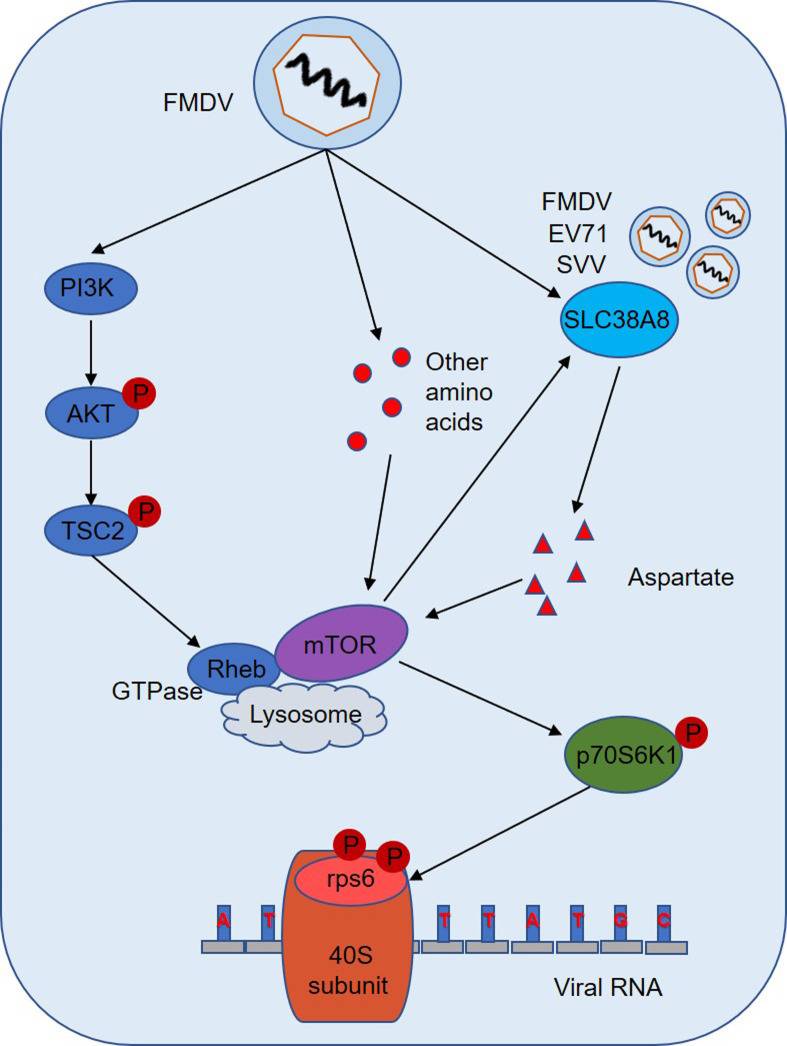 FMDV
FMDV
EV71
SVV
PI3K
SLC38A8
Other
amino
acids
P
AKT
P
TSC2
Aspartate
mTOR
Rheb
GTPase
Lysosome
P
p70S6K1
P
P
rps6
A T T T A T G C
40S
subunit
Viral RNA